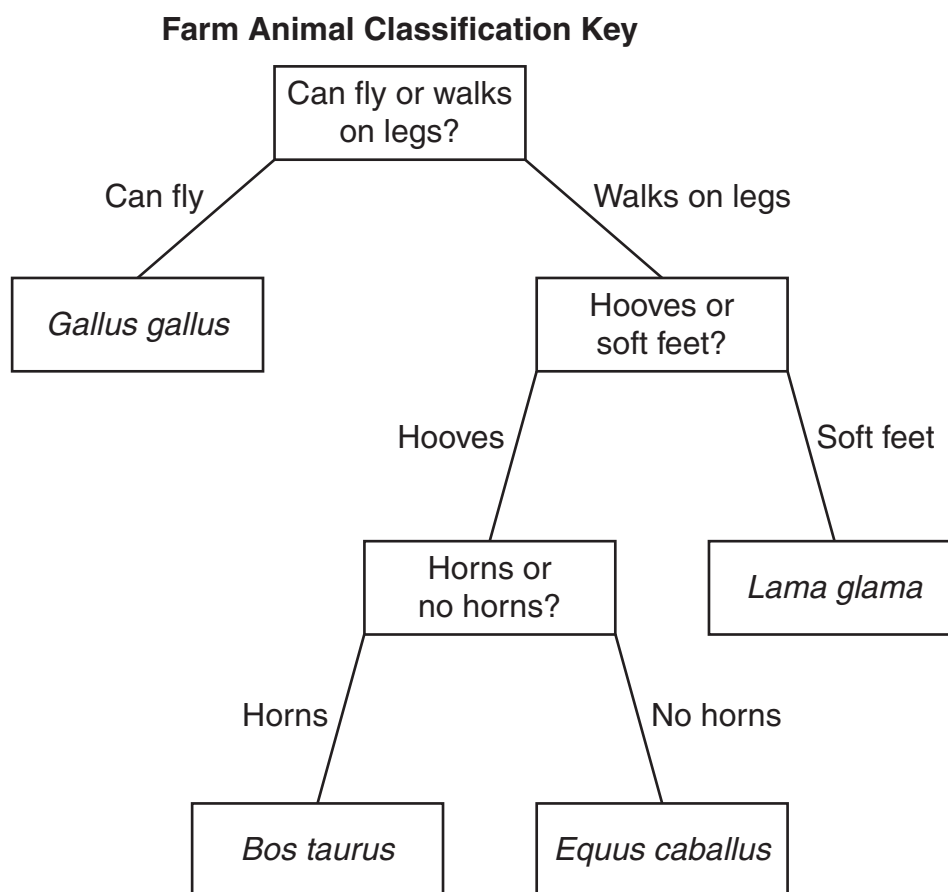 Farm Animal Classification Key
Can fly or walks
on legs?
Can fly
Walks on legs
Gallus gallus
Hooves or
soft feet?
Hooves
Soft feet
Horns or
no horns?
Lama glama
Horns
No horns
Bos taurus
Equus caballus